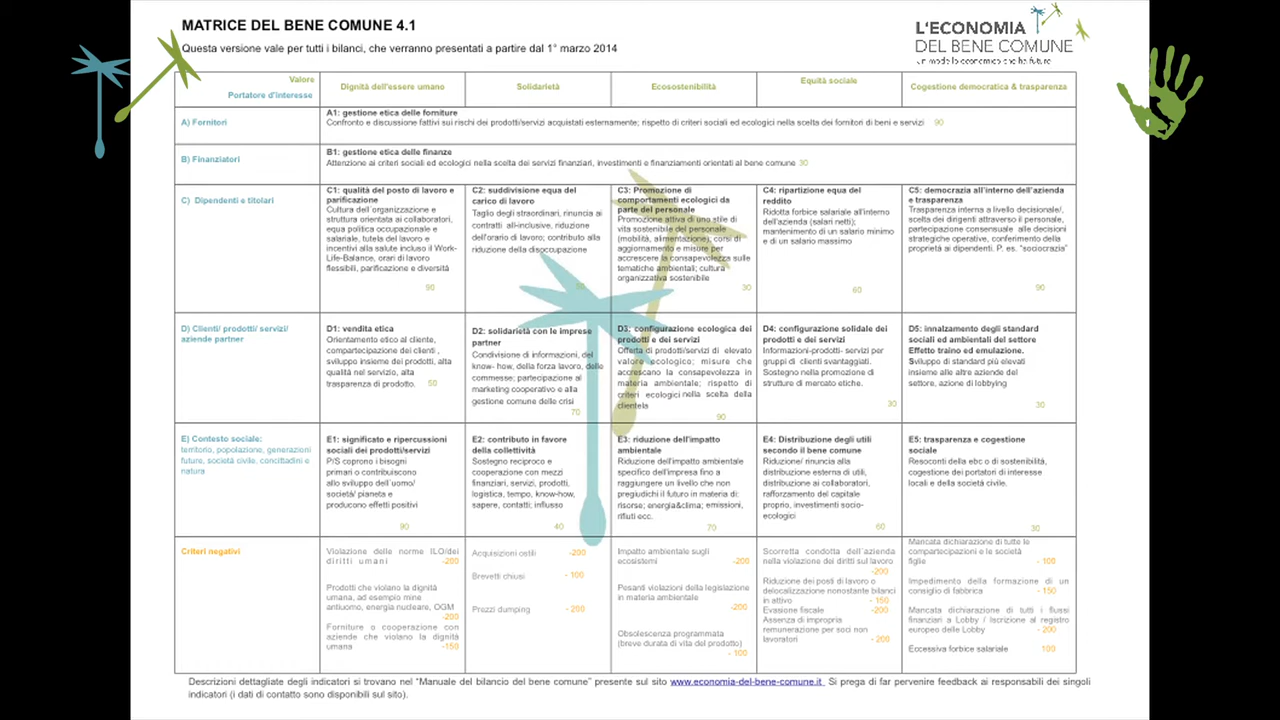 MATRICE DEL BENE COMUNE 4.1
Questa versione vale per tutti i bilanci, che verranno presentati a partire dal 1° marzo 2014
L'ECONOMIA
DEL BENE COMUNE
un modello economico che ha futuro
Valore
Portatore d'interesse
Dignità dell'essere umano
Solidarietà
Ecosostenibilità
Equità sociale
Cogestione democratica & trasparenza
A) Fornitori
A1: gestione etica delle forniture
Confronto e discussione fattivi sui rischi dei prodotti/servizi acquistati esternamente; rispetto di criteri sociali ed ecologici nella scelta dei fornitori di beni e servizi 90
B) Finanziatori
B1: gestione etica delle finanze
Attenzione ai criteri sociali ed ecologici nella scelta dei servizi finanziari, investimenti e finanziamenti orientati al bene comune 30
C) Dipendenti e titolari
C1: qualità del posto di lavoro e
parificazione
Cultura dell'organizzazione e
struttura orientata ai collaboratori,
equa politica occupazionale e
salariale, tutela del lavoro e
incentivi alla salute incluso il Work-
Life-Balance, orari di lavoro
flessibili, parificazione e diversità
90
C2: suddivisione equa del
carico di lavoro
Taglio degli straordinari, rinuncia ai
contratti all-inclusive, riduzione
dell'orario di lavoro; contributo alla
riduzione della disoccupazione
C3: Promozione di
comportamenti ecologici da
parte del personale
Promozione attiva di uno stile di
vita sostenibile del personale
(mobilità, alimentazione); corsi di
aggiornamento e misure per
accrescere la consapevolezza sulle
tematiche ambientali; cultura
organizzativa sostenibile
30
C4: ripartizione equa del
reddito
Ridotta forbice salariale all'interno
dell'azienda (salari netti);
mantenimento di un salario minimo
e di un salario massimo
60
C5: democrazia all'interno dell'azienda
e trasparenza
Trasparenza interna a livello decisionale/,
scelta dei dirigenti attraverso il personale,
partecipazione consensuale alle decisioni
strategiche operative, conferimento della
proprietà ai dipendenti. P. es. "sociocrazia"
90
D) Clienti/ prodotti/ servizi/
aziende partner
D1: vendita etica
Orientamento etico al cliente,
compartecipazione dei clienti ,
sviluppo insieme dei prodotti, alta
qualità nel servizio, alta
trasparenza di prodotto. 50
D2: solidarietà con le imprese
partner
Condivisione di informazioni, del
know- how, della forza lavoro, delle
commesse; partecipazione al
marketing cooperativo e alla
gestione comune delle crisi
70
D3: configurazione ecologica dei
prodotti e dei servizi
Offerta di prodotti/servizi di elevato
valore ecologico; misure che
accrescano la consapevolezza in
materia ambientale; rispetto di
criteri ecologici nella scelta della
clientela
90
D4: configurazione solidale dei
prodotti e dei servizi
Informazioni-prodotti- servizi per
gruppi di clienti svantaggiati.
Sostegno nella promozione di
strutture di mercato etiche.
30
D5: innalzamento degli standard
sociali ed ambientali del settore
Effetto traino ed emulazione.
Sviluppo di standard più elevati
insieme alle altre aziende del
settore, azione di lobbying
30
E) Contesto sociale:
territorio, popolazione, generazioni
future, società civile, concittadini e
natura
E1: significato e ripercussioni
sociali dei prodotti/servizi
P/S coprono i bisogni
primari o contribuiscono
allo sviluppo dell'uomo/
società/ pianeta e
producono effetti positivi
90
E2: contributo in favore
della collettività
Sostegno reciproco e
cooperazione con mezzi
finanziari, servizi, prodotti,
logistica, tempo, know-how,
sapere, contatti; influsso
40
E3: riduzione dell'impatto
ambientale
Riduzione dell'impatto ambientale
specifico dell'impresa fino a
raggiungere un livello che non
pregiudichi il futuro in materia di:
risorse; energia&clima; emissioni,
rifiuti ecc.
70
E4: Distribuzione degli utili
secondo il bene comune
Riduzione/ rinuncia alla
distribuzione esterna di utili,
distribuzione ai collaboratori,
rafforzamento del capitale
proprio, investimenti socio-
ecologici
60
E5: trasparenza e cogestione
sociale
Resoconti della ebc o di sostenibilità,
cogestione dei portatori di interesse
locali e della società civile.
30
Criteri negativi
Violazione delle norme ILO/dei
diritti umani -200
Prodotti che violano la dignità
umana, ad esempio mine
antiuomo, energia nucleare, OGM
-200
Forniture o cooperazione con
aziende che violano la dignità
umana -150
Acquisizioni ostili -200
Brevetti chiusi - 100
Prezzi dumping - 200
Impatto ambientale sugli
ecosistemi -200
Pesanti violazioni della legislazione
in materia ambientale
-200
Obsolescenza programmata
(breve durata di vita del prodotto)
- 100
Scorretta condotta dell'azienda
nella violazione dei diritti sul lavoro
-200
Riduzione dei posti di lavoro o
delocalizzazione nonostante bilanci
in attivo - 150
Evasione fiscale -200
Assenza di impropria
remunerazione per soci non
lavoratori - 200
Mancata dichiarazione di tutte le
compartecipazioni e le società
figlie - 100
Impedimento della formazione di un
consiglio di fabbrica - 150
Mancata dichiarazione di tutti i flussi
finanziari a Lobby / Iscrizione al registro
europeo delle Lobby - 200
Eccessiva forbice salariale 100
Descrizioni dettagliate degli indicatori si trovano nel "Manuale del bilancio del bene comune" presente sul sito www.economia-del-bene-comune.it Si prega di far pervenire feedback ai responsabili dei singoli
indicatori (i dati di contatto sono disponibili sul sito).